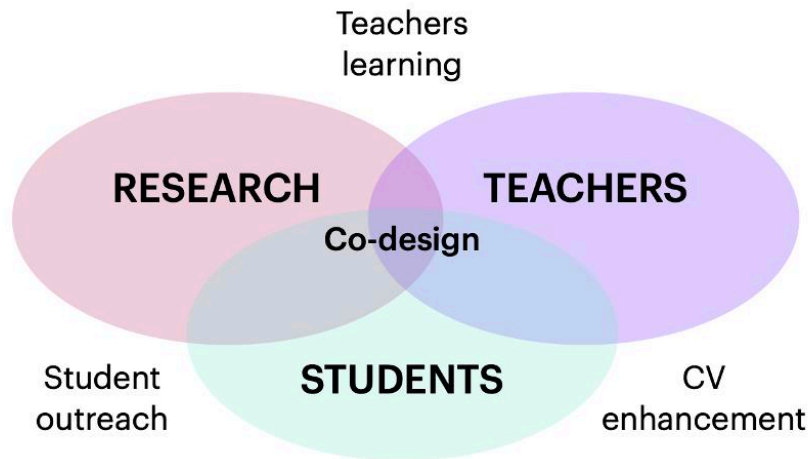 Teachers
learning
RESEARCH
TEACHERS
Co-design
STUDENTS
Student
outreach
CV
enhancement